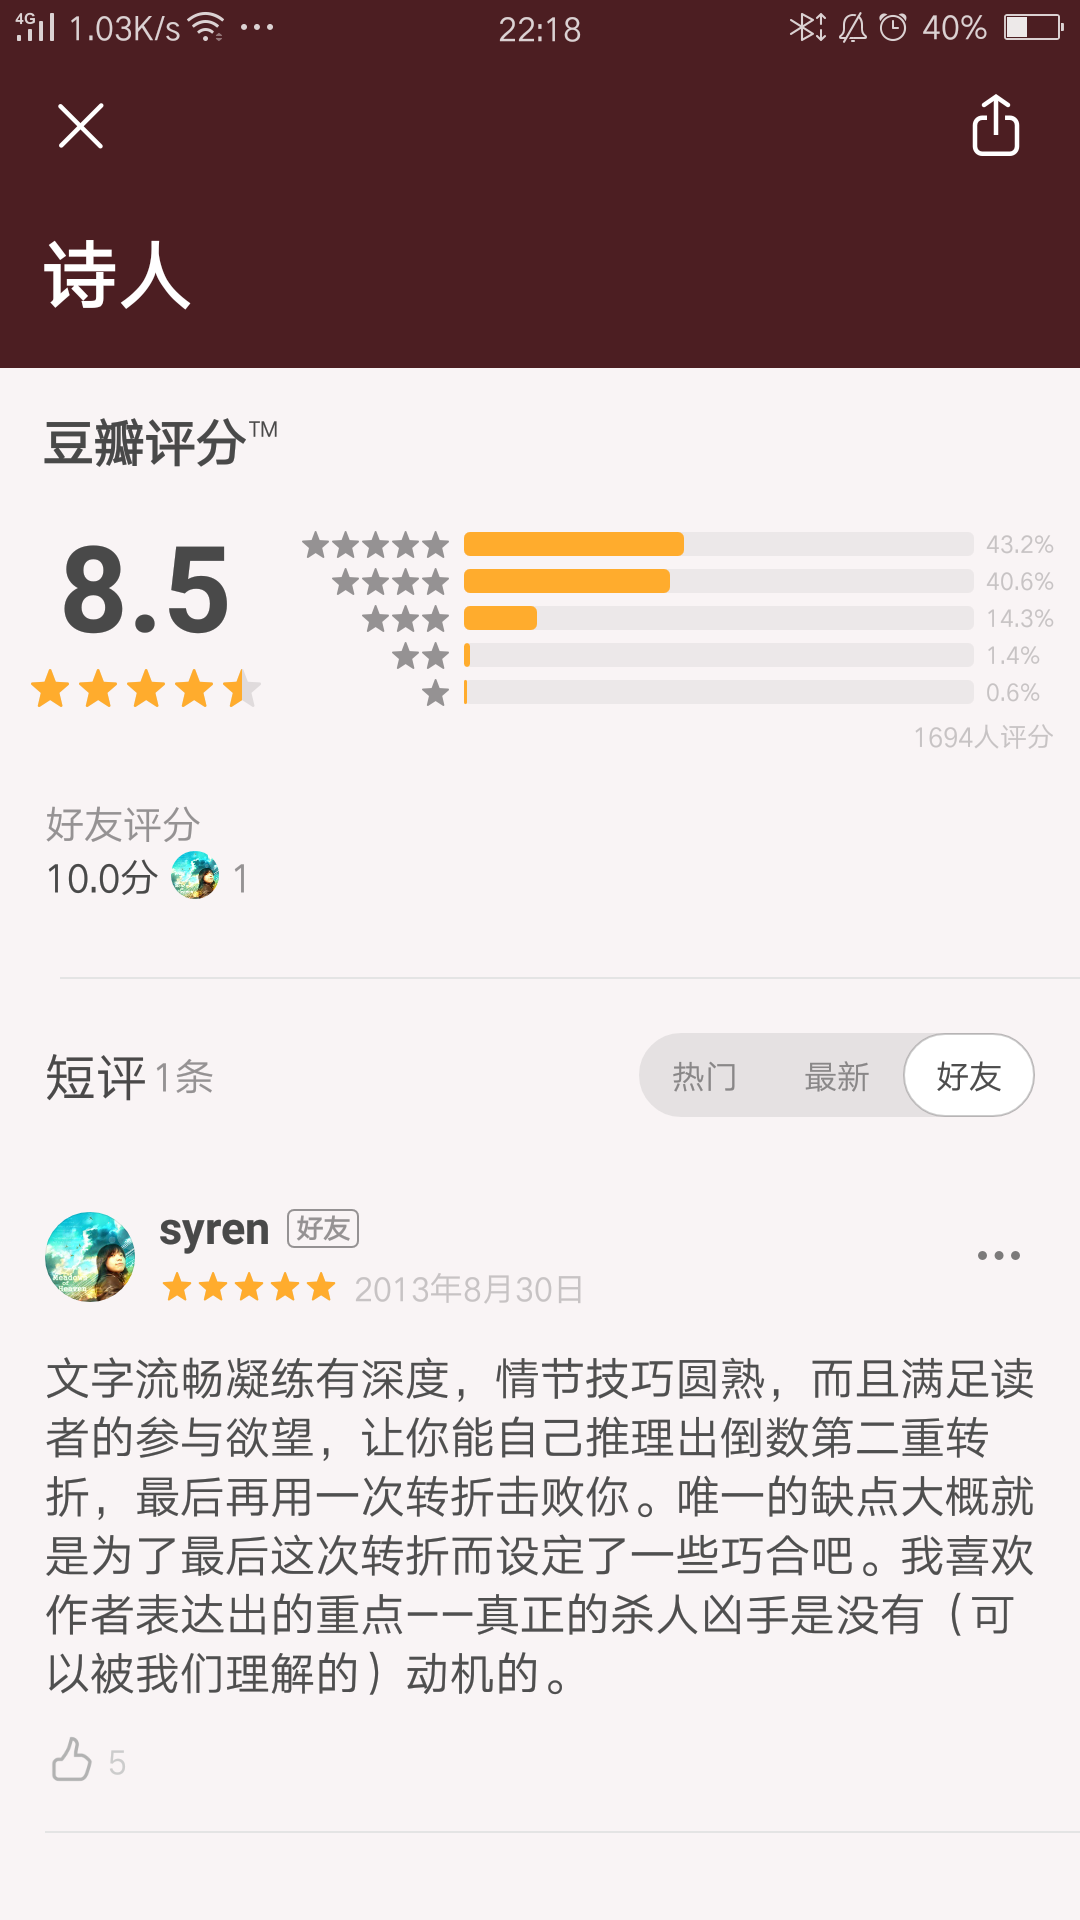 4G 1.03K/s ··· 22:18 40%
诗人
豆瓣评分™
8.5
43.2%
40.6%
14.3%
1.4%
0.6%
1694人评分
好友评分
10.0分 1
短评 1条 热门 最新 好友
syren 好友
2013年8月30日
文字流畅凝练有深度，情节技巧圆熟，而且满足读
者的参与欲望，让你能自己推理出倒数第二重转
折，最后再用一次转折击败你。唯一的缺点大概就
是为了最后这次转折而设定了一些巧合吧。我喜欢
作者表达出的重点——真正的杀人凶手是没有（可
以被我们理解的）动机的。
5